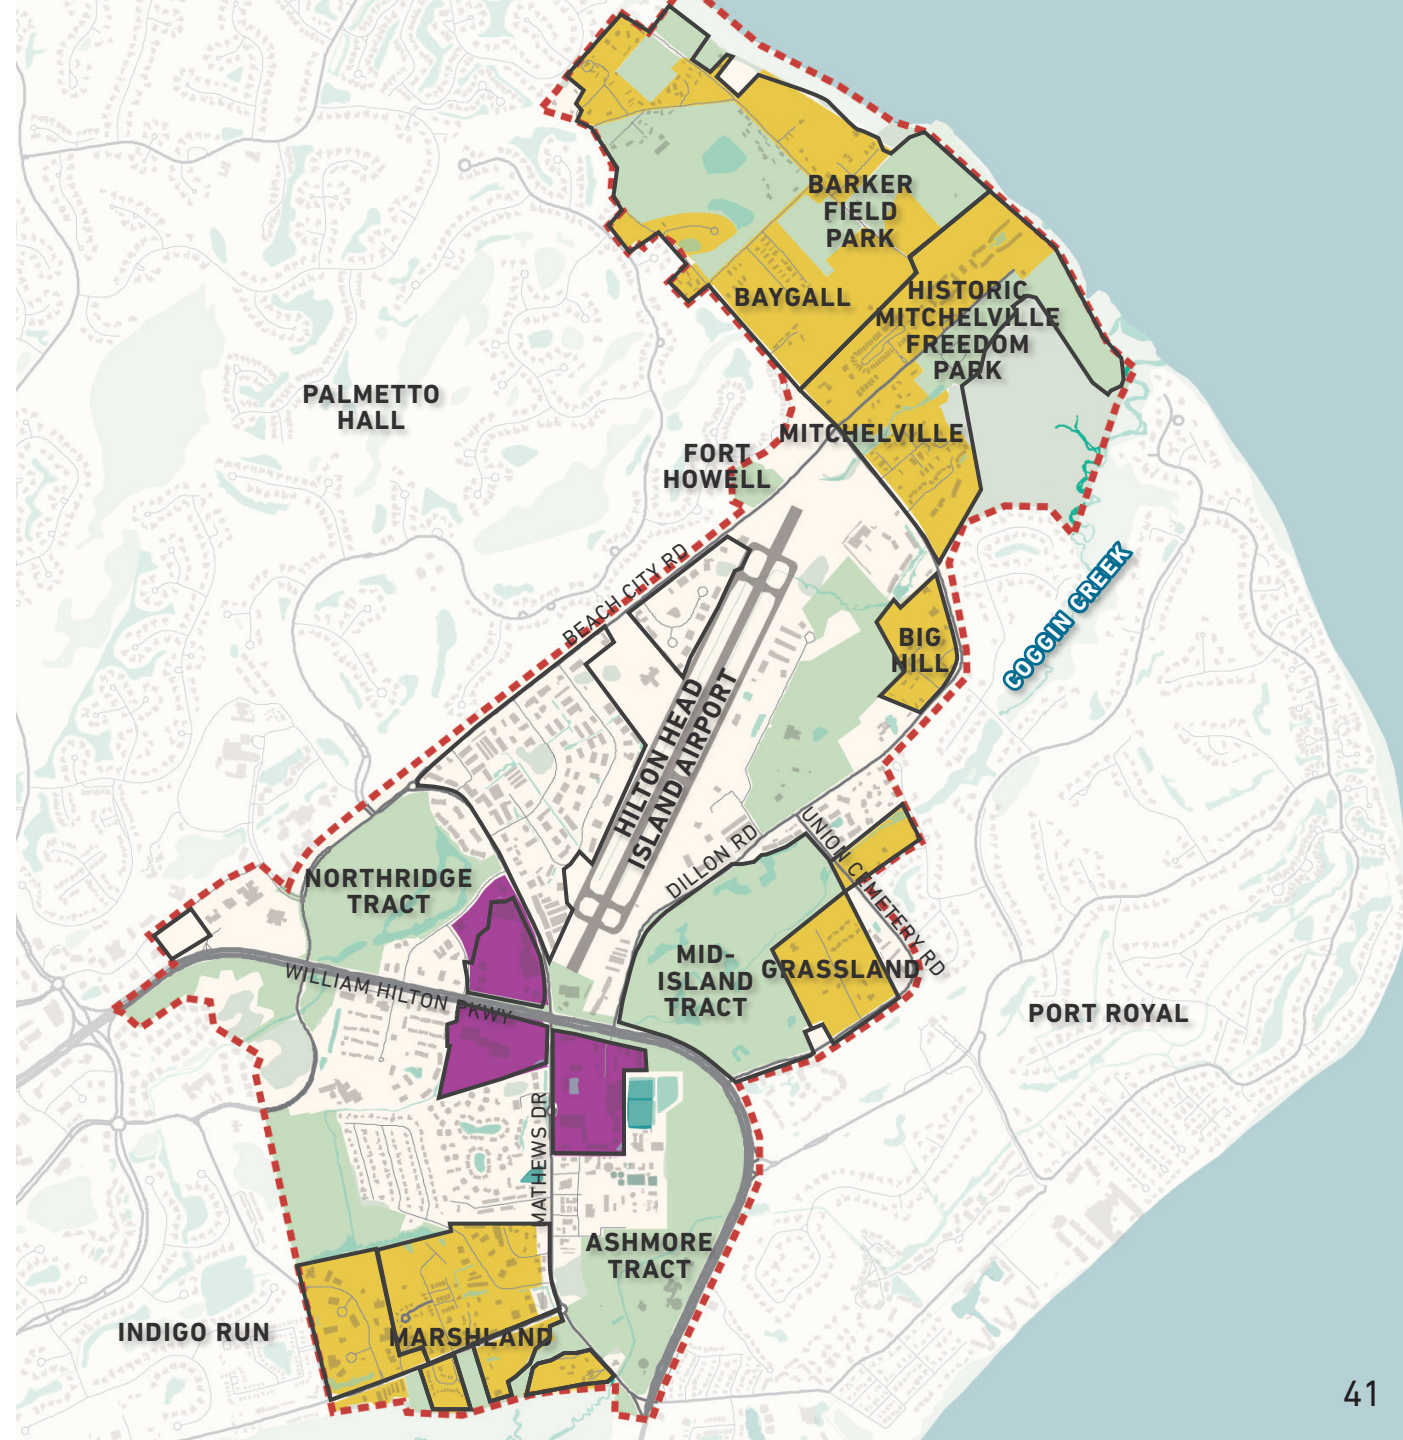 BARKER
FIELD
PARK
BAYGALL
HISTORIC
MITCHELVILLE
FREEDOM
PARK
PALMETTO
HALL
MITCHELVILLE
FORT
HOWELL
BEACH CITY RD
COGGIN CREEK
BIG
HILL
HILTON HEAD
ISLAND AIRPORT
DILLON RD
UNION CEMETERY RD
NORTHRIDGE
TRACT
MID-
ISLAND
TRACT
GRASSLAND
WILLIAM HILTON PKWY
PORT ROYAL
MATHEWS DR
ASHMORE
TRACT
INDIGO RUN
MARSHLAND
41